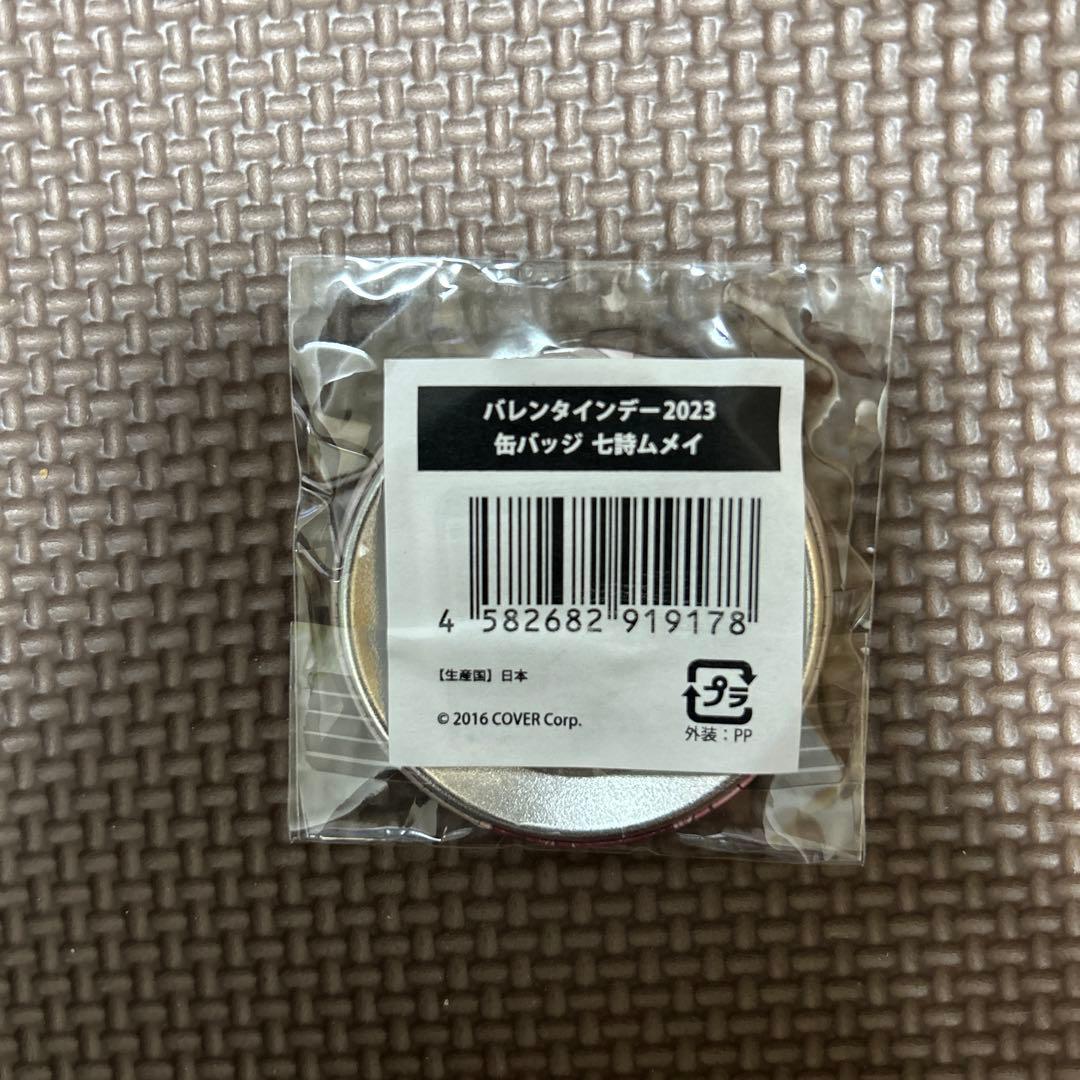 バレンタインデー2023
缶バッジ 七詩ムメイ
4 582682 919178
【生産国】日本
© 2016 COVER Corp.
プラ
外装：PP